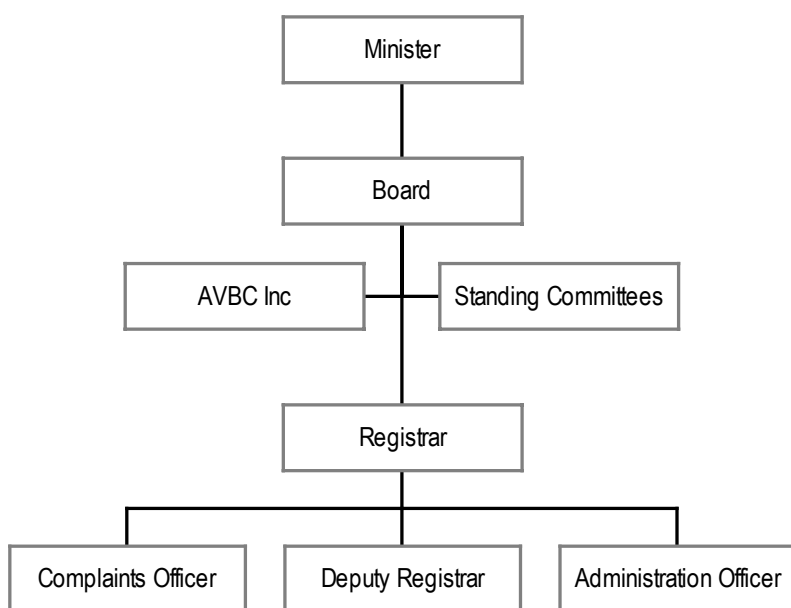 Minister
Board
AVBC Inc
Standing Committees
Registrar
Complaints Officer
Deputy Registrar
Administration Officer